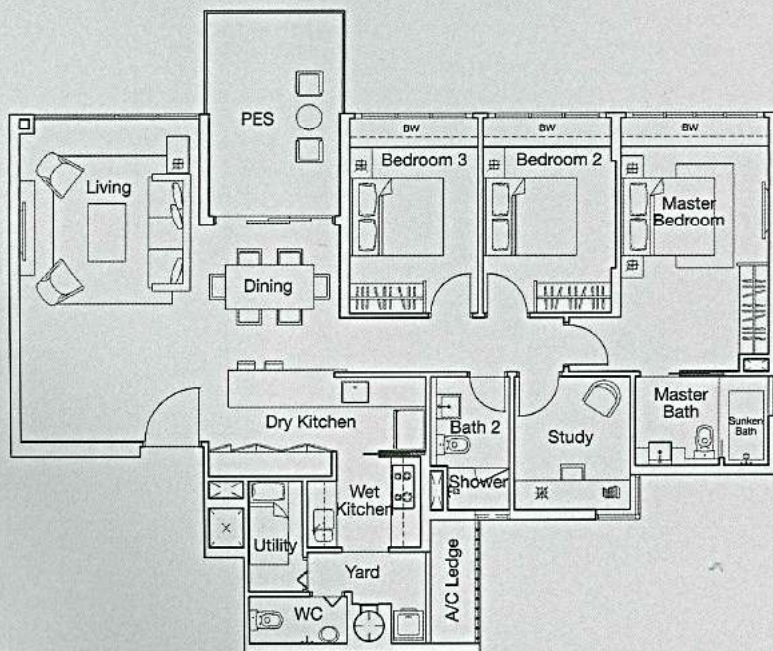 PES
BW
BW
BW
Living
Bedroom 3
Bedroom 2
Master
Bedroom
Dining
Dry Kitchen
Bath 2
Study
Master
Bath
Sunken
Bath
Wet
Kitchen
Shower
Utility
Yard
A/C Ledge
WC